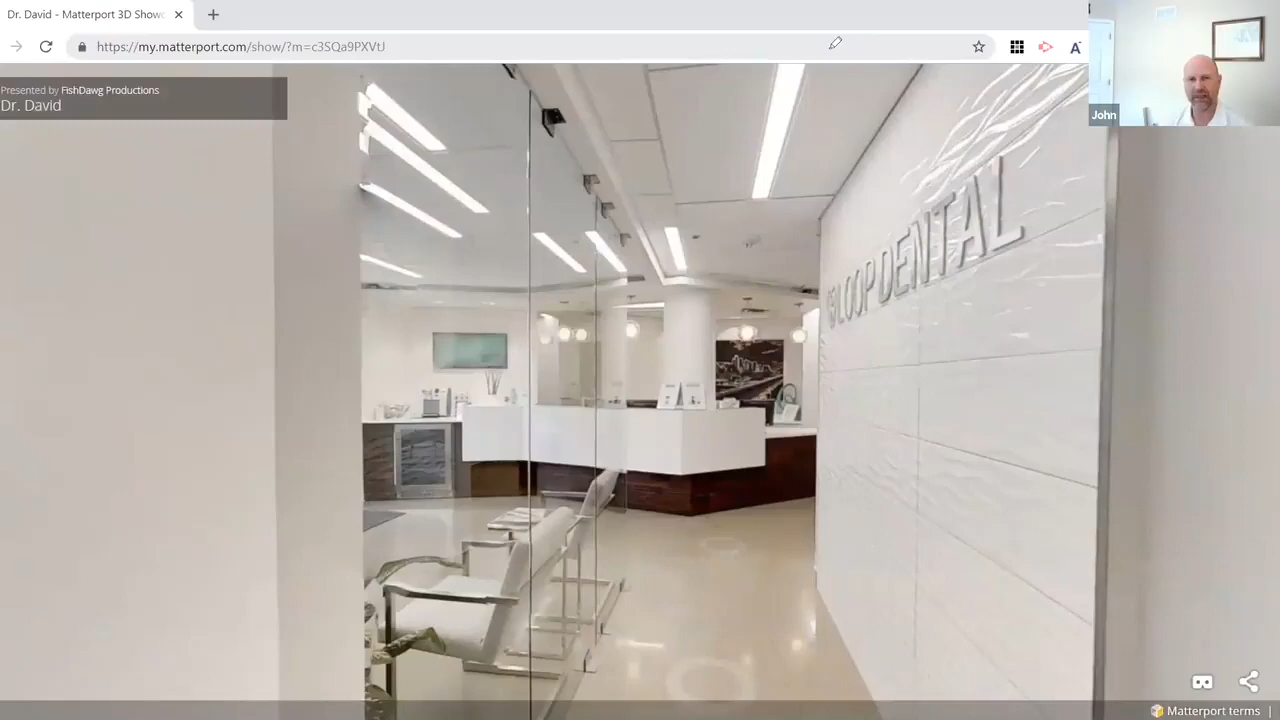 Dr. David - Matterport 3D Showc
https://my.matterport.com/show/?m=c3SQa9PXVtJ
Presented by FishDawg Productions
Dr. David
John
LOOP DENTAL
Matterport terms